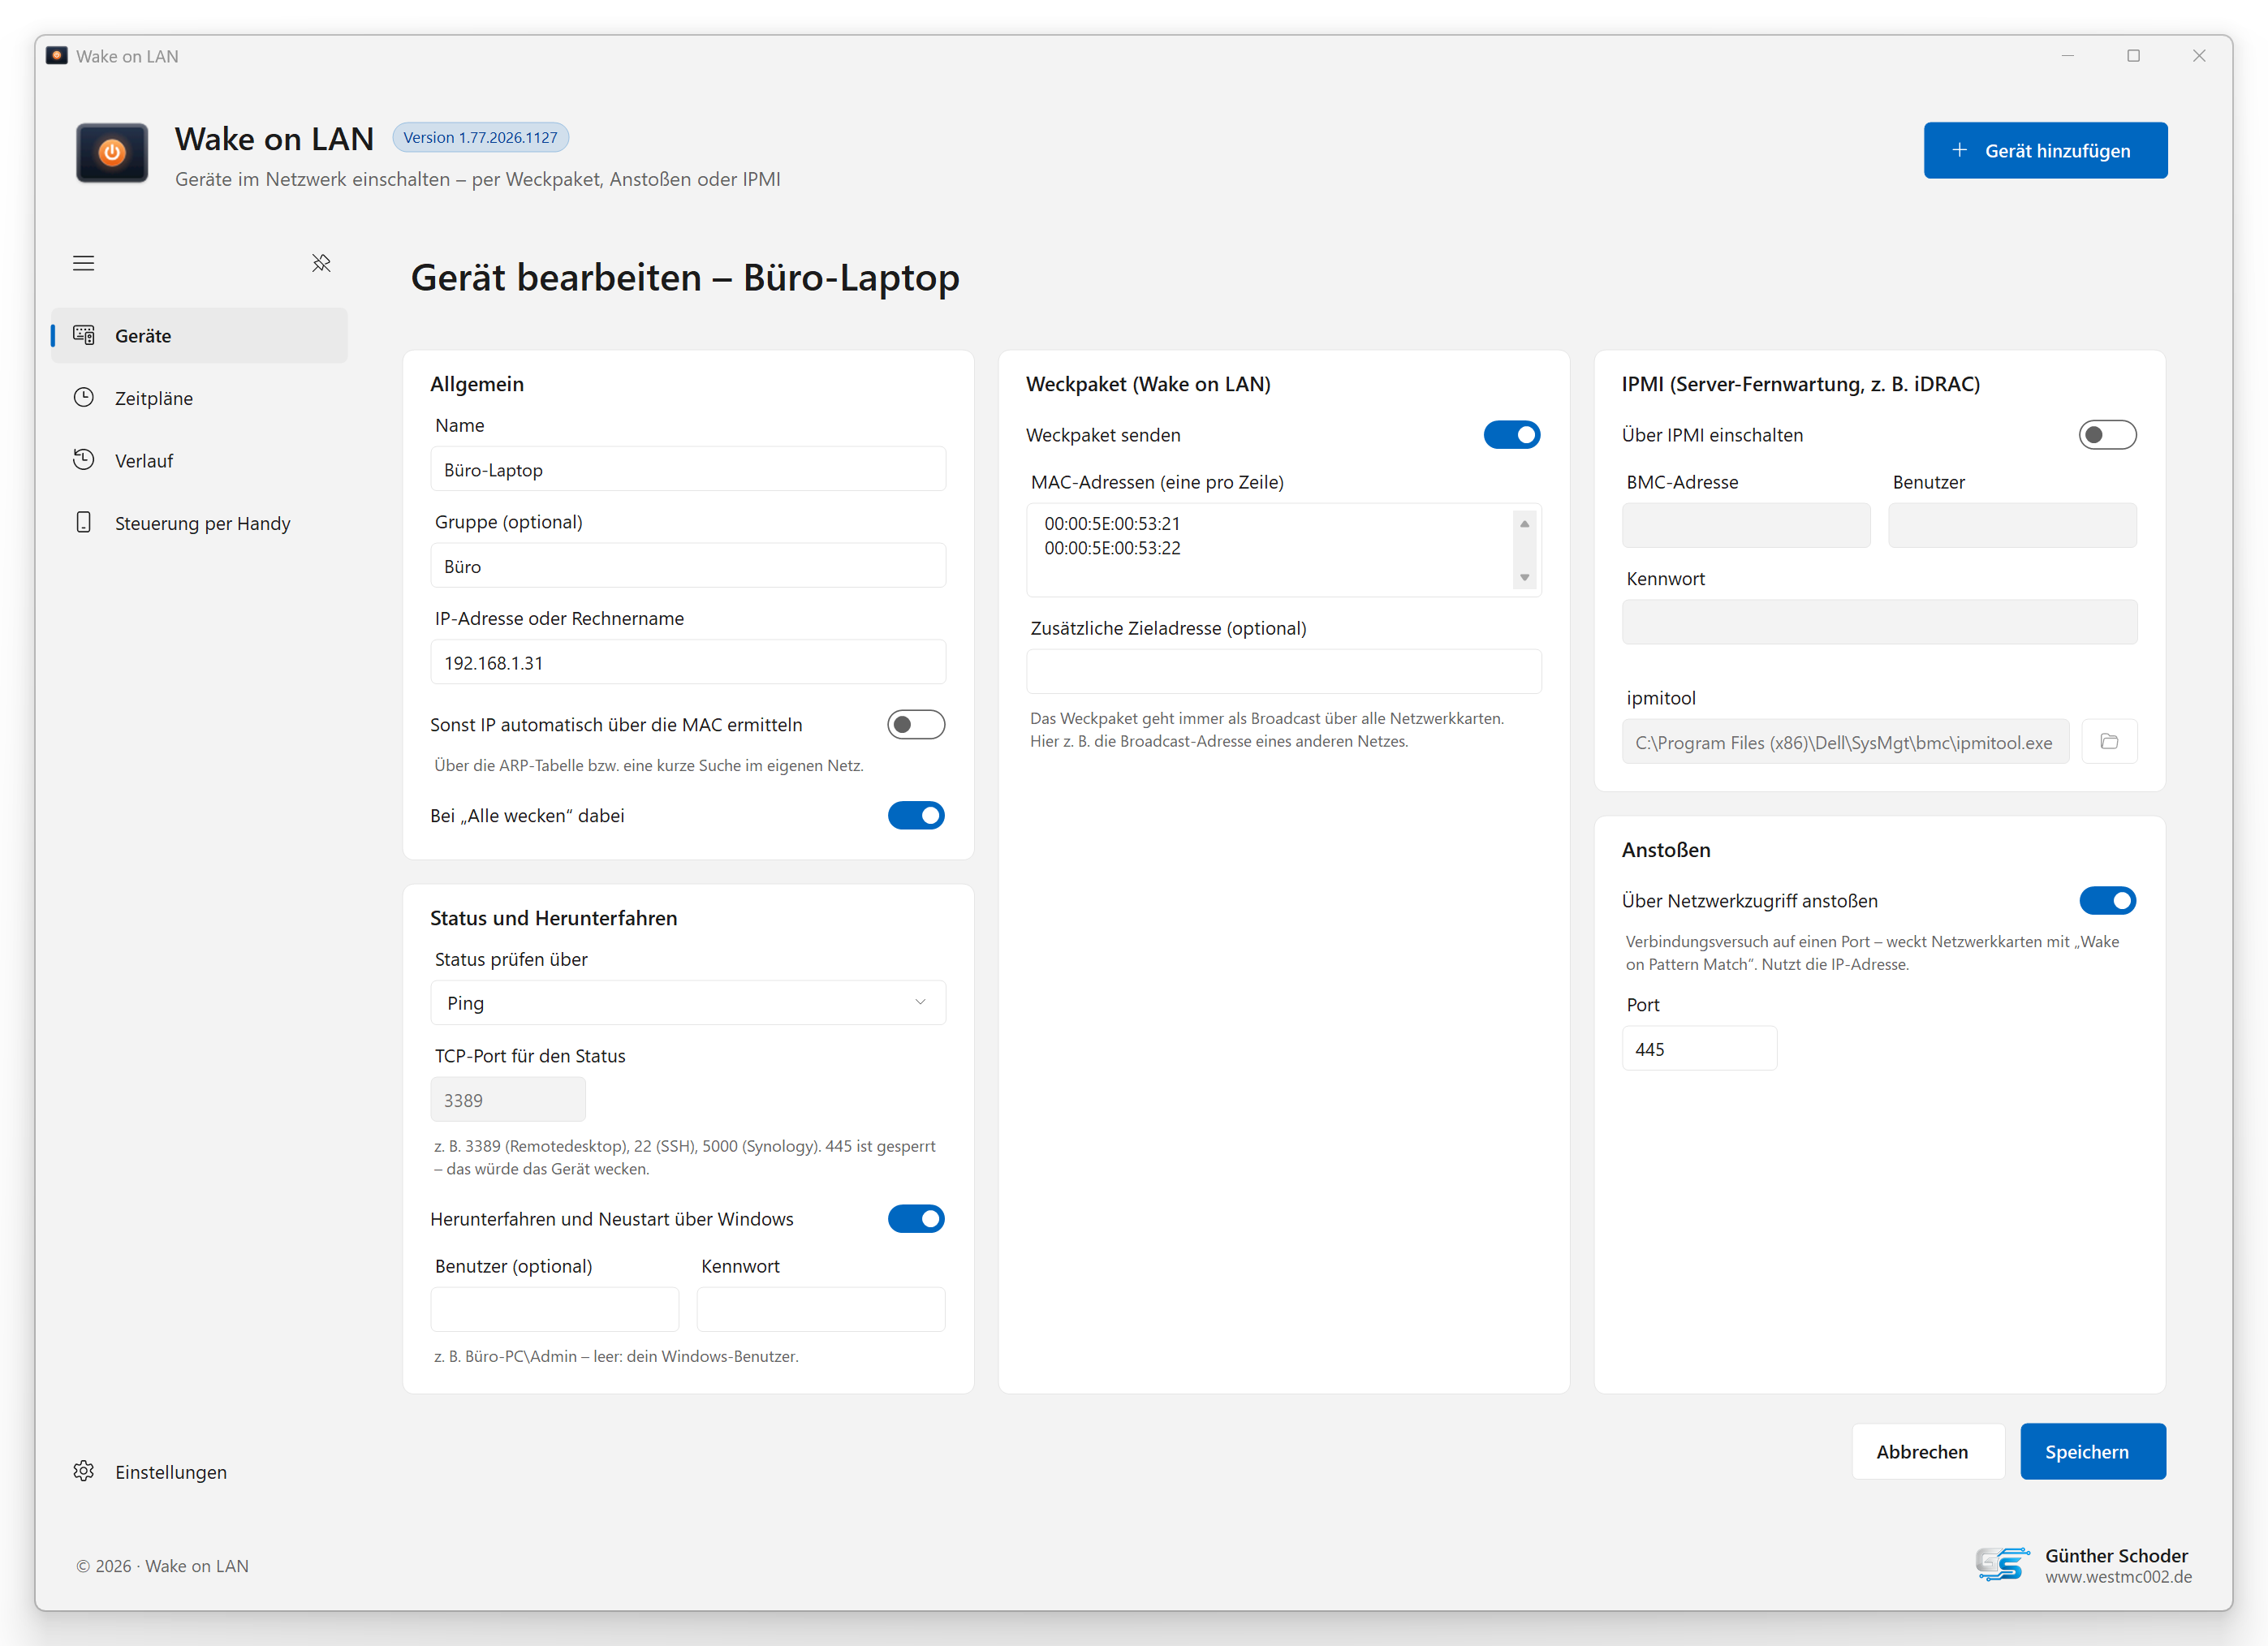 Wake on LAN
Wake on LAN
Version 1.77.2026.1127
Geräte im Netzwerk einschalten – per Weckpaket, Anstoßen oder IPMI
Gerät hinzufügen
Geräte
Zeitpläne
Verlauf
Steuerung per Handy
Einstellungen
Gerät bearbeiten – Büro-Laptop
Allgemein
Name
Büro-Laptop
Gruppe (optional)
Büro
IP-Adresse oder Rechnername
192.168.1.31
Sonst IP automatisch über die MAC ermitteln
Über die ARP-Tabelle bzw. eine kurze Suche im eigenen Netz.
Bei „Alle wecken“ dabei
Status und Herunterfahren
Status prüfen über
Ping
TCP-Port für den Status
3389
z. B. 3389 (Remotedesktop), 22 (SSH), 5000 (Synology). 445 ist gesperrt
– das würde das Gerät wecken.
Herunterfahren und Neustart über Windows
Benutzer (optional)
Kennwort
z. B. Büro-PC\Admin – leer: dein Windows-Benutzer.
Weckpaket (Wake on LAN)
Weckpaket senden
MAC-Adressen (eine pro Zeile)
00:00:5E:00:53:21
00:00:5E:00:53:22
Zusätzliche Zieladresse (optional)
Das Weckpaket geht immer als Broadcast über alle Netzwerkkarten.
Hier z. B. die Broadcast-Adresse eines anderen Netzes.
IPMI (Server-Fernwartung, z. B. iDRAC)
Über IPMI einschalten
BMC-Adresse
Benutzer
Kennwort
ipmitool
C:\Program Files (x86)\Dell\SysMgt\bmc\ipmitool.exe
Anstoßen
Über Netzwerkzugriff anstoßen
Verbindungsversuch auf einen Port – weckt Netzwerkkarten mit „Wake
on Pattern Match“. Nutzt die IP-Adresse.
Port
445
Abbrechen
Speichern
© 2026 · Wake on LAN
GS
Günther Schoder
www.westmc002.de